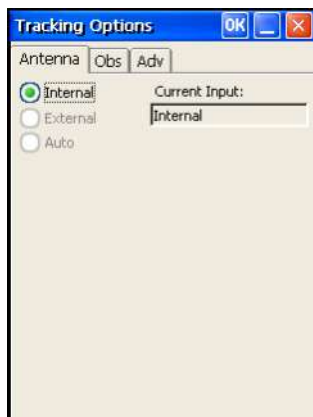 Tracking Options OK
Antenna Obs Adv
Internal Current Input:
External Internal
Auto